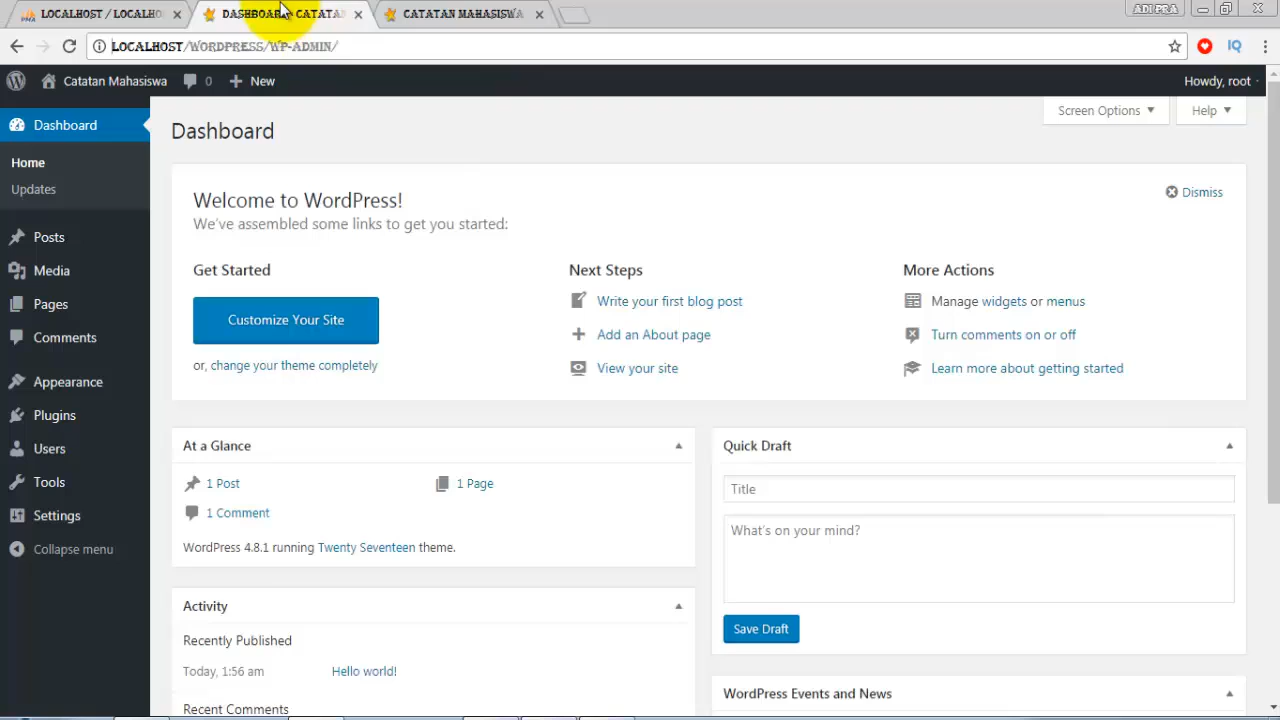 LOCALHOST / LOCALHO
DASHBOARD ‹ CATATAN
CATATAN MAHASISWA
ADI PRA
LOCALHOST/WORDPRESS/WP-ADMIN/
IQ
Catatan Mahasiswa 0 New
Howdy, root
Dashboard
Home
Updates
Posts
Media
Pages
Comments
Appearance
Plugins
Users
Tools
Settings
Collapse menu
Screen Options Help
Dashboard
Welcome to WordPress!
Dismiss
We've assembled some links to get you started:
Get Started
Customize Your Site
or, change your theme completely
Next Steps
Write your first blog post
Add an About page
View your site
More Actions
Manage widgets or menus
Turn comments on or off
Learn more about getting started
At a Glance
1 Post 1 Page
1 Comment
WordPress 4.8.1 running Twenty Seventeen theme.
Activity
Recently Published
Today, 1:56 am Hello world!
Recent Comments
Quick Draft
Title
What's on your mind?
Save Draft
WordPress Events and News